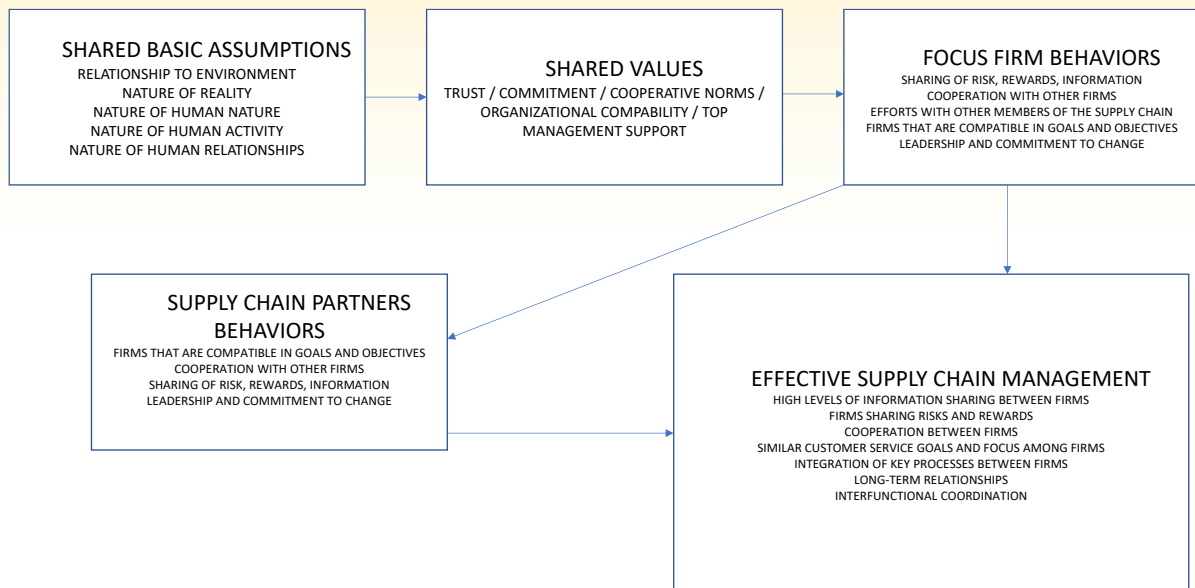 SHARED BASIC ASSUMPTIONS
RELATIONSHIP TO ENVIRONMENT
NATURE OF REALITY
NATURE OF HUMAN NATURE
NATURE OF HUMAN ACTIVITY
NATURE OF HUMAN RELATIONSHIPS
SHARED VALUES
TRUST / COMMITMENT / COOPERATIVE NORMS /
ORGANIZATIONAL COMPABILITY / TOP
MANAGEMENT SUPPORT
FOCUS FIRM BEHAVIORS
SHARING OF RISK, REWARDS, INFORMATION
COOPERATION WITH OTHER FIRMS
EFFORTS WITH OTHER MEMBERS OF THE SUPPLY CHAIN
FIRMS THAT ARE COMPATIBLE IN GOALS AND OBJECTIVES
LEADERSHIP AND COMMITMENT TO CHANGE
SUPPLY CHAIN PARTNERS
BEHAVIORS
FIRMS THAT ARE COMPATIBLE IN GOALS AND OBJECTIVES
COOPERATION WITH OTHER FIRMS
SHARING OF RISK, REWARDS, INFORMATION
LEADERSHIP AND COMMITMENT TO CHANGE
EFFECTIVE SUPPLY CHAIN MANAGEMENT
HIGH LEVELS OF INFORMATION SHARING BETWEEN FIRMS
FIRMS SHARING RISKS AND REWARDS
COOPERATION BETWEEN FIRMS
SIMILAR CUSTOMER SERVICE GOALS AND FOCUS AMONG FIRMS
INTEGRATION OF KEY PROCESSES BETWEEN FIRMS
LONG-TERM RELATIONSHIPS
INTERFUNCTIONAL COORDINATION